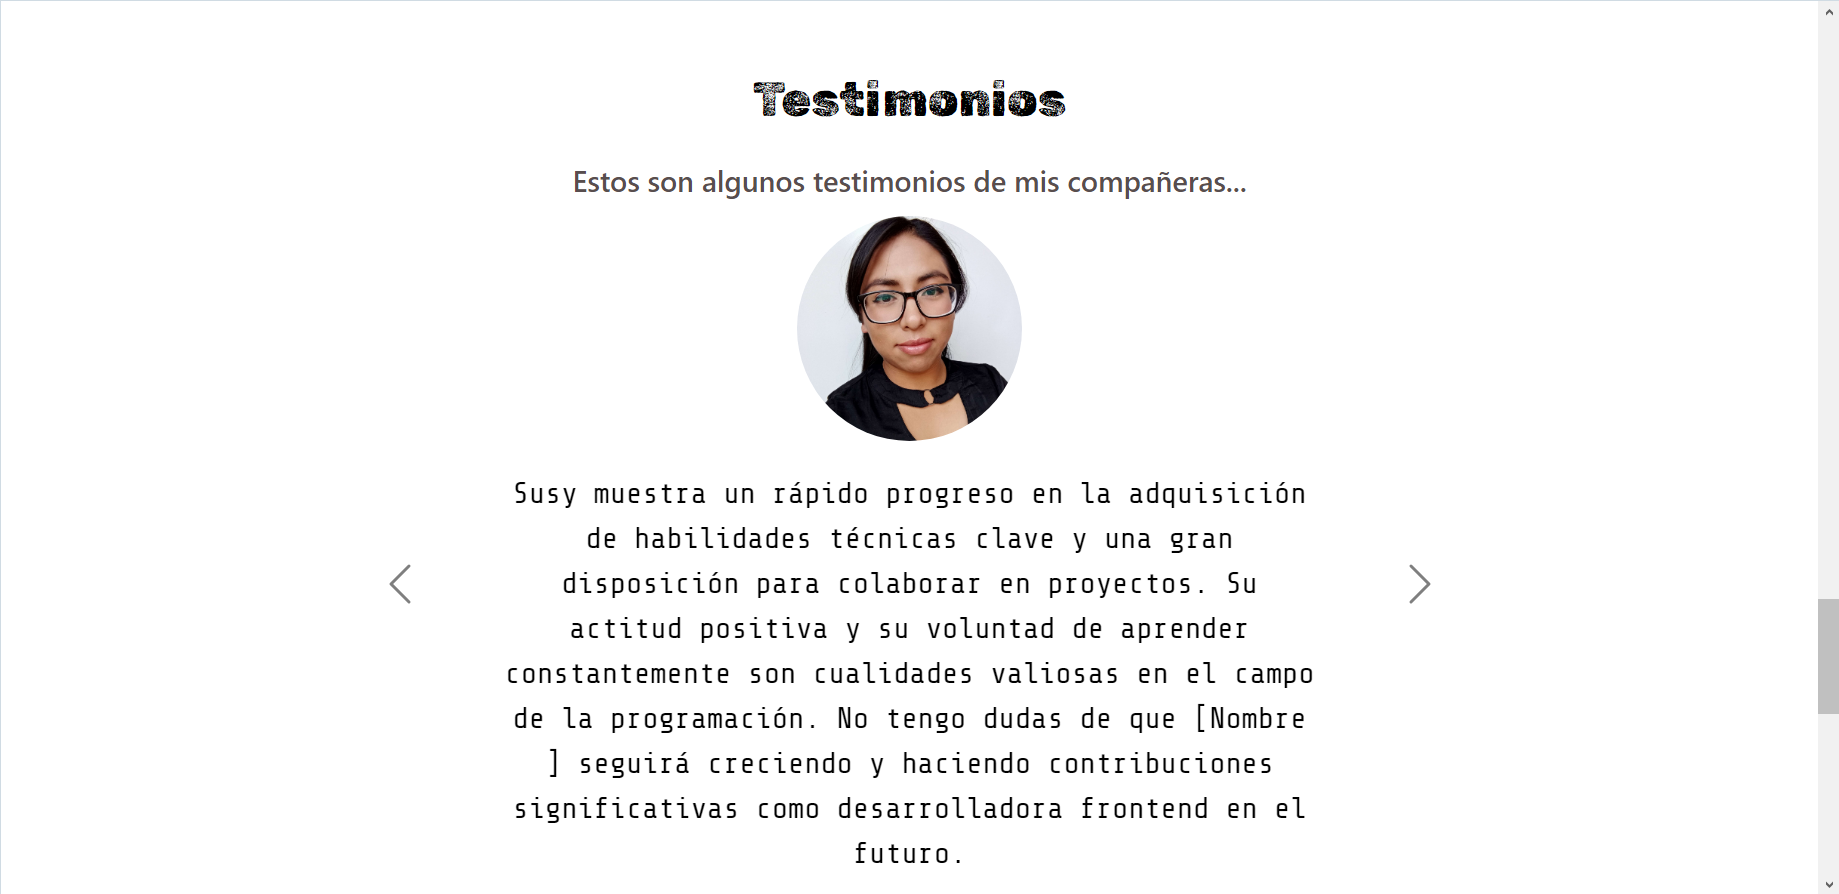 Testimonios
Estos son algunos testimonios de mis compañeras...
Susy muestra un rápido progreso en la adquisición
de habilidades técnicas clave y una gran
disposición para colaborar en proyectos. Su
actitud positiva y su voluntad de aprender
constantemente son cualidades valiosas en el campo
de la programación. No tengo dudas de que [Nombre
] seguirá creciendo y haciendo contribuciones
significativas como desarrolladora frontend en el
futuro.